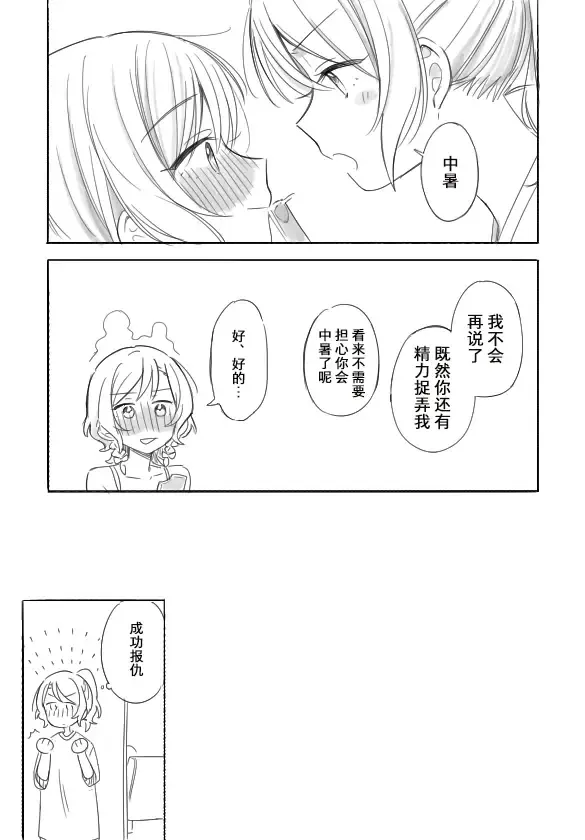 中暑
我不会
再说了
既然你还有
精力捉弄我
看来不需要
担心你会
中暑了呢
好、好的…
成功报仇